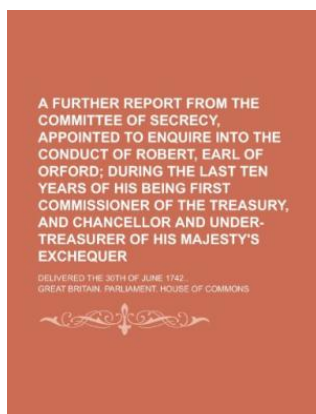 A FURTHER REPORT FROM THE
COMMITTEE OF SECRECY,
APPOINTED TO ENQUIRE INTO THE
CONDUCT OF ROBERT, EARL OF
ORFORD; DURING THE LAST TEN
YEARS OF HIS BEING FIRST
COMMISSIONER OF THE TREASURY,
AND CHANCELLOR AND UNDER-
TREASURER OF HIS MAJESTY'S
EXCHEQUER
DELIVERED THE 30TH OF JUNE 1742..
GREAT BRITAIN. PARLIAMENT. HOUSE OF COMMONS